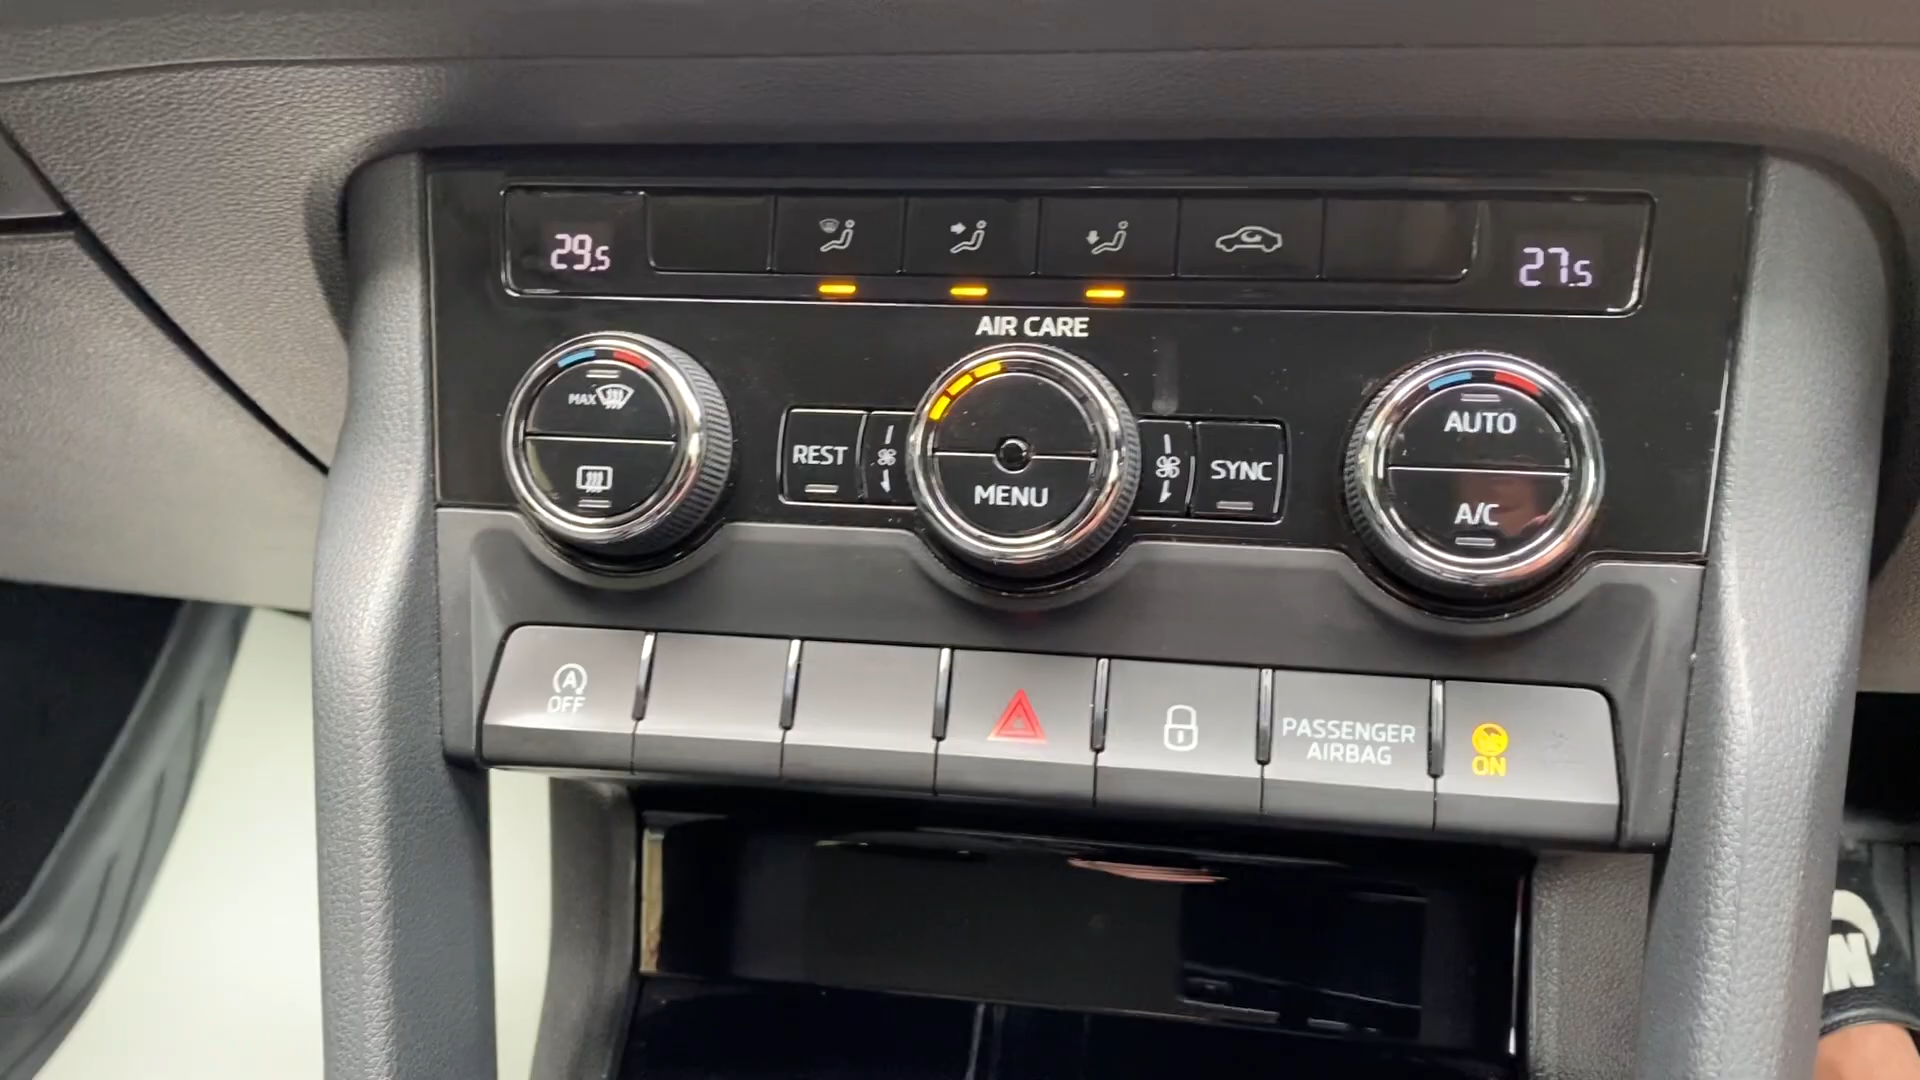 29.5
27.5
AIR CARE
MAX
REST
MENU
SYNC
AUTO
A/C
A
OFF
PASSENGER
AIRBAG
ON